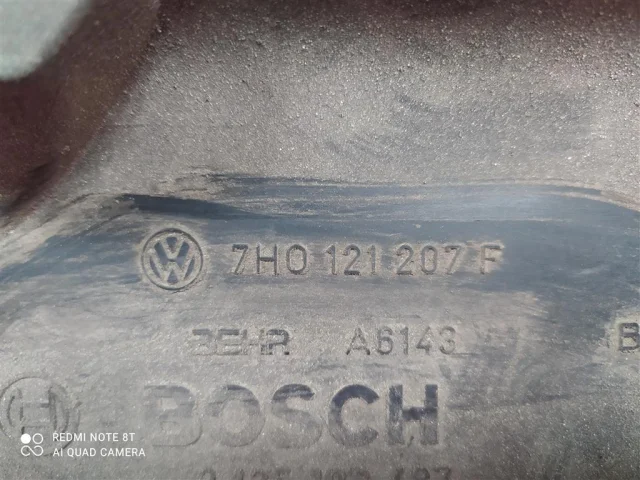 7H0 121 207 F
BEHR A6143 B
BOSCH
REDMI NOTE 8T
AI QUAD CAMERA